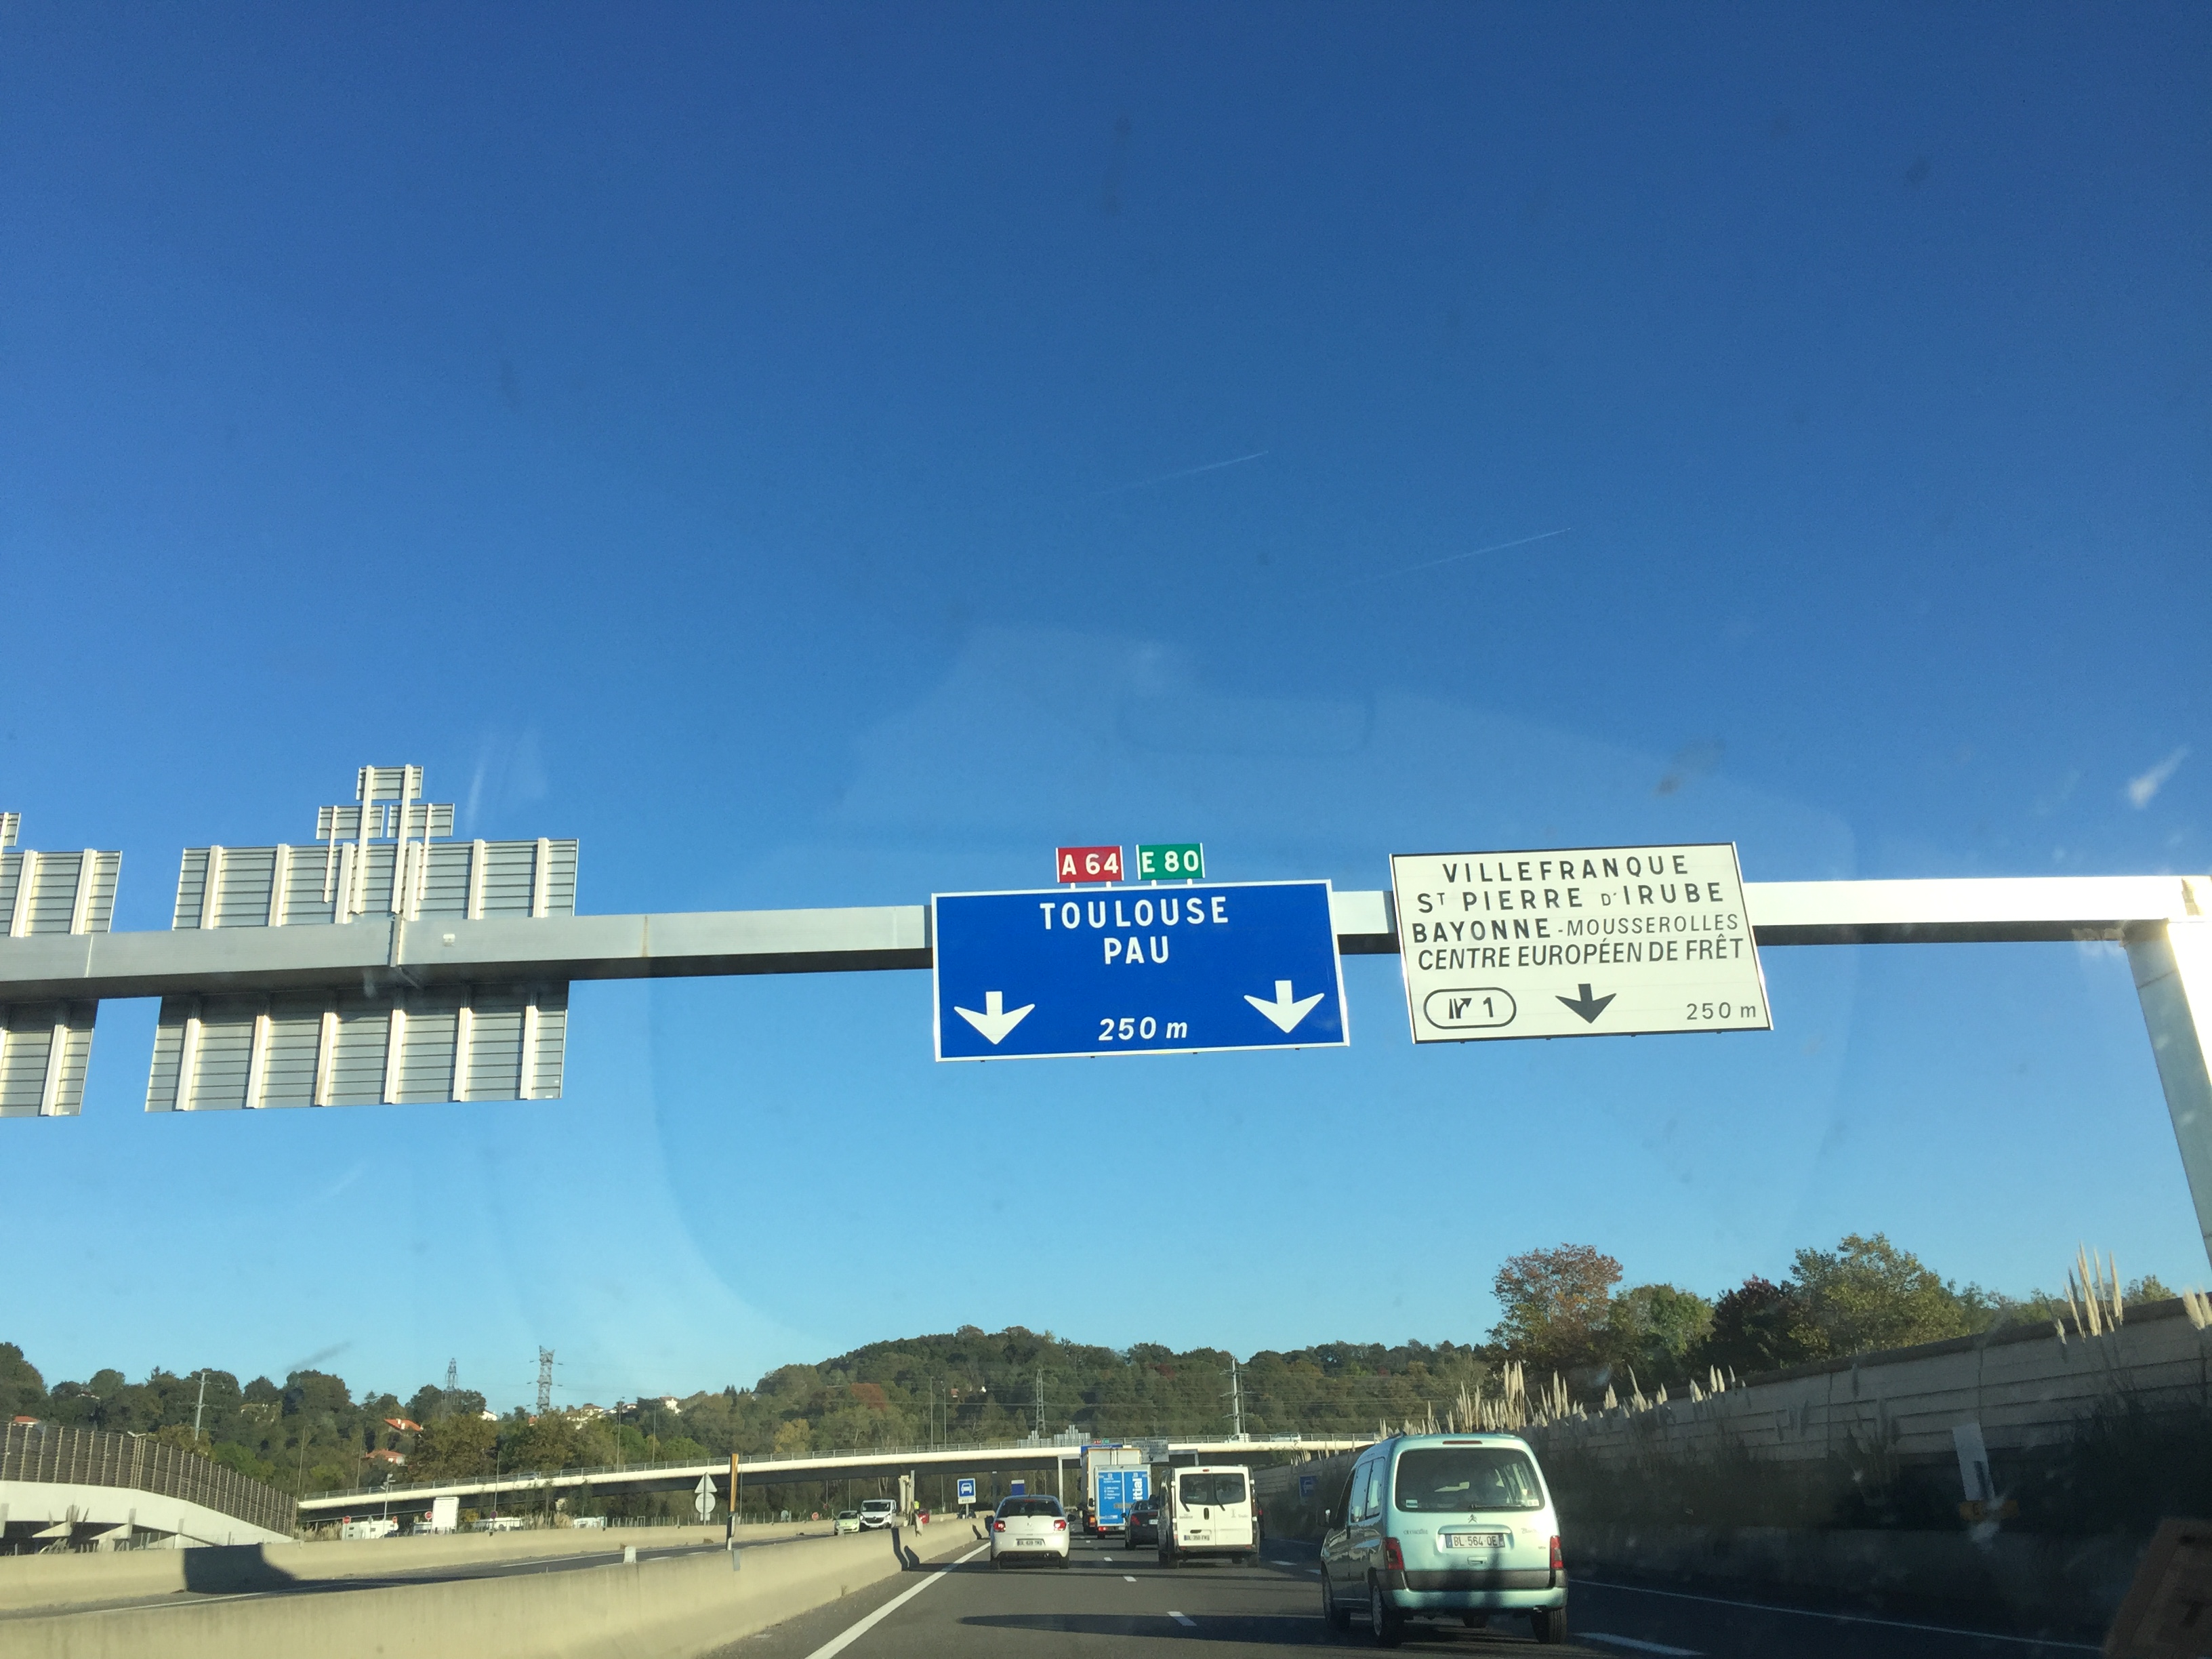 A 64
E 80
TOULOUSE
PAU
250 m
VILLEFRANQUE
ST PIERRE D'IRUBE
BAYONNE - MOUSSEROLLES
CENTRE EUROPÉEN DE FRÊT
1
250 m
BL 564 QE